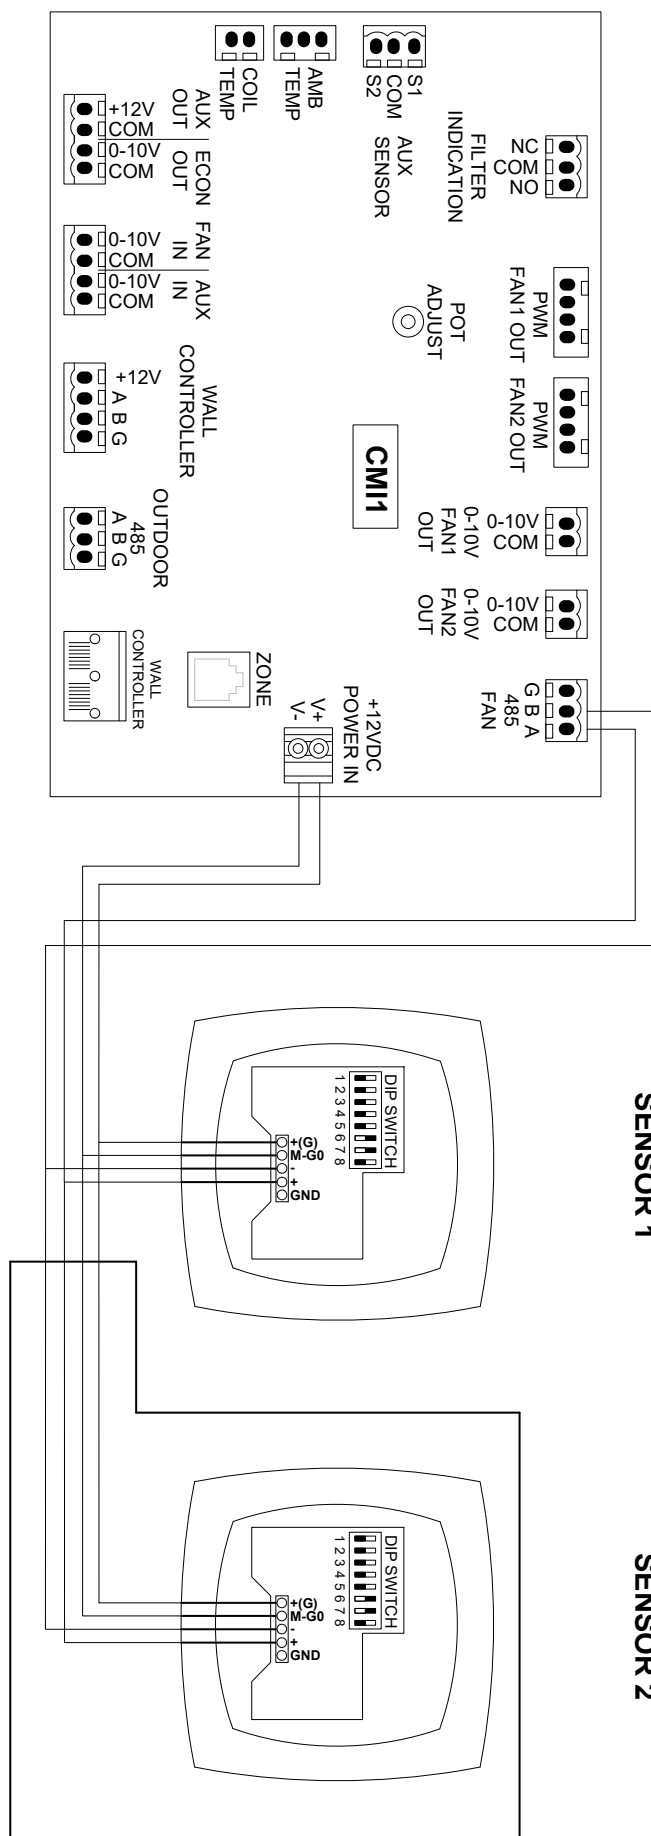 COIL
TEMP
AMB
TEMP
S1
COM
S2
AUX
SENSOR
FILTER
INDICATION
NC
COM
NO
AUX
OUT
ECON
OUT
+12V
COM
0-10V
COM
FAN
IN
AUX
IN
0-10V
COM
0-10V
COM
POT
ADJUST
PWM
FAN1 OUT
PWM
FAN2 OUT
WALL
CONTROLLER
+12V
A
B
G
CMI1
OUTDOOR
485
A
B
G
0-10V
FAN1
OUT
0-10V
COM
0-10V
FAN2
OUT
0-10V
COM
WALL
CONTROLLER
ZONE
+12VDC
POWER IN
V+
V-
G B A
485
FAN
SENSOR 1
DIP SWITCH
1 2 3 4 5 6 7 8
+(G)
M-G0
-
+
GND
SENSOR 2
DIP SWITCH
1 2 3 4 5 6 7 8
+(G)
M-G0
-
+
GND